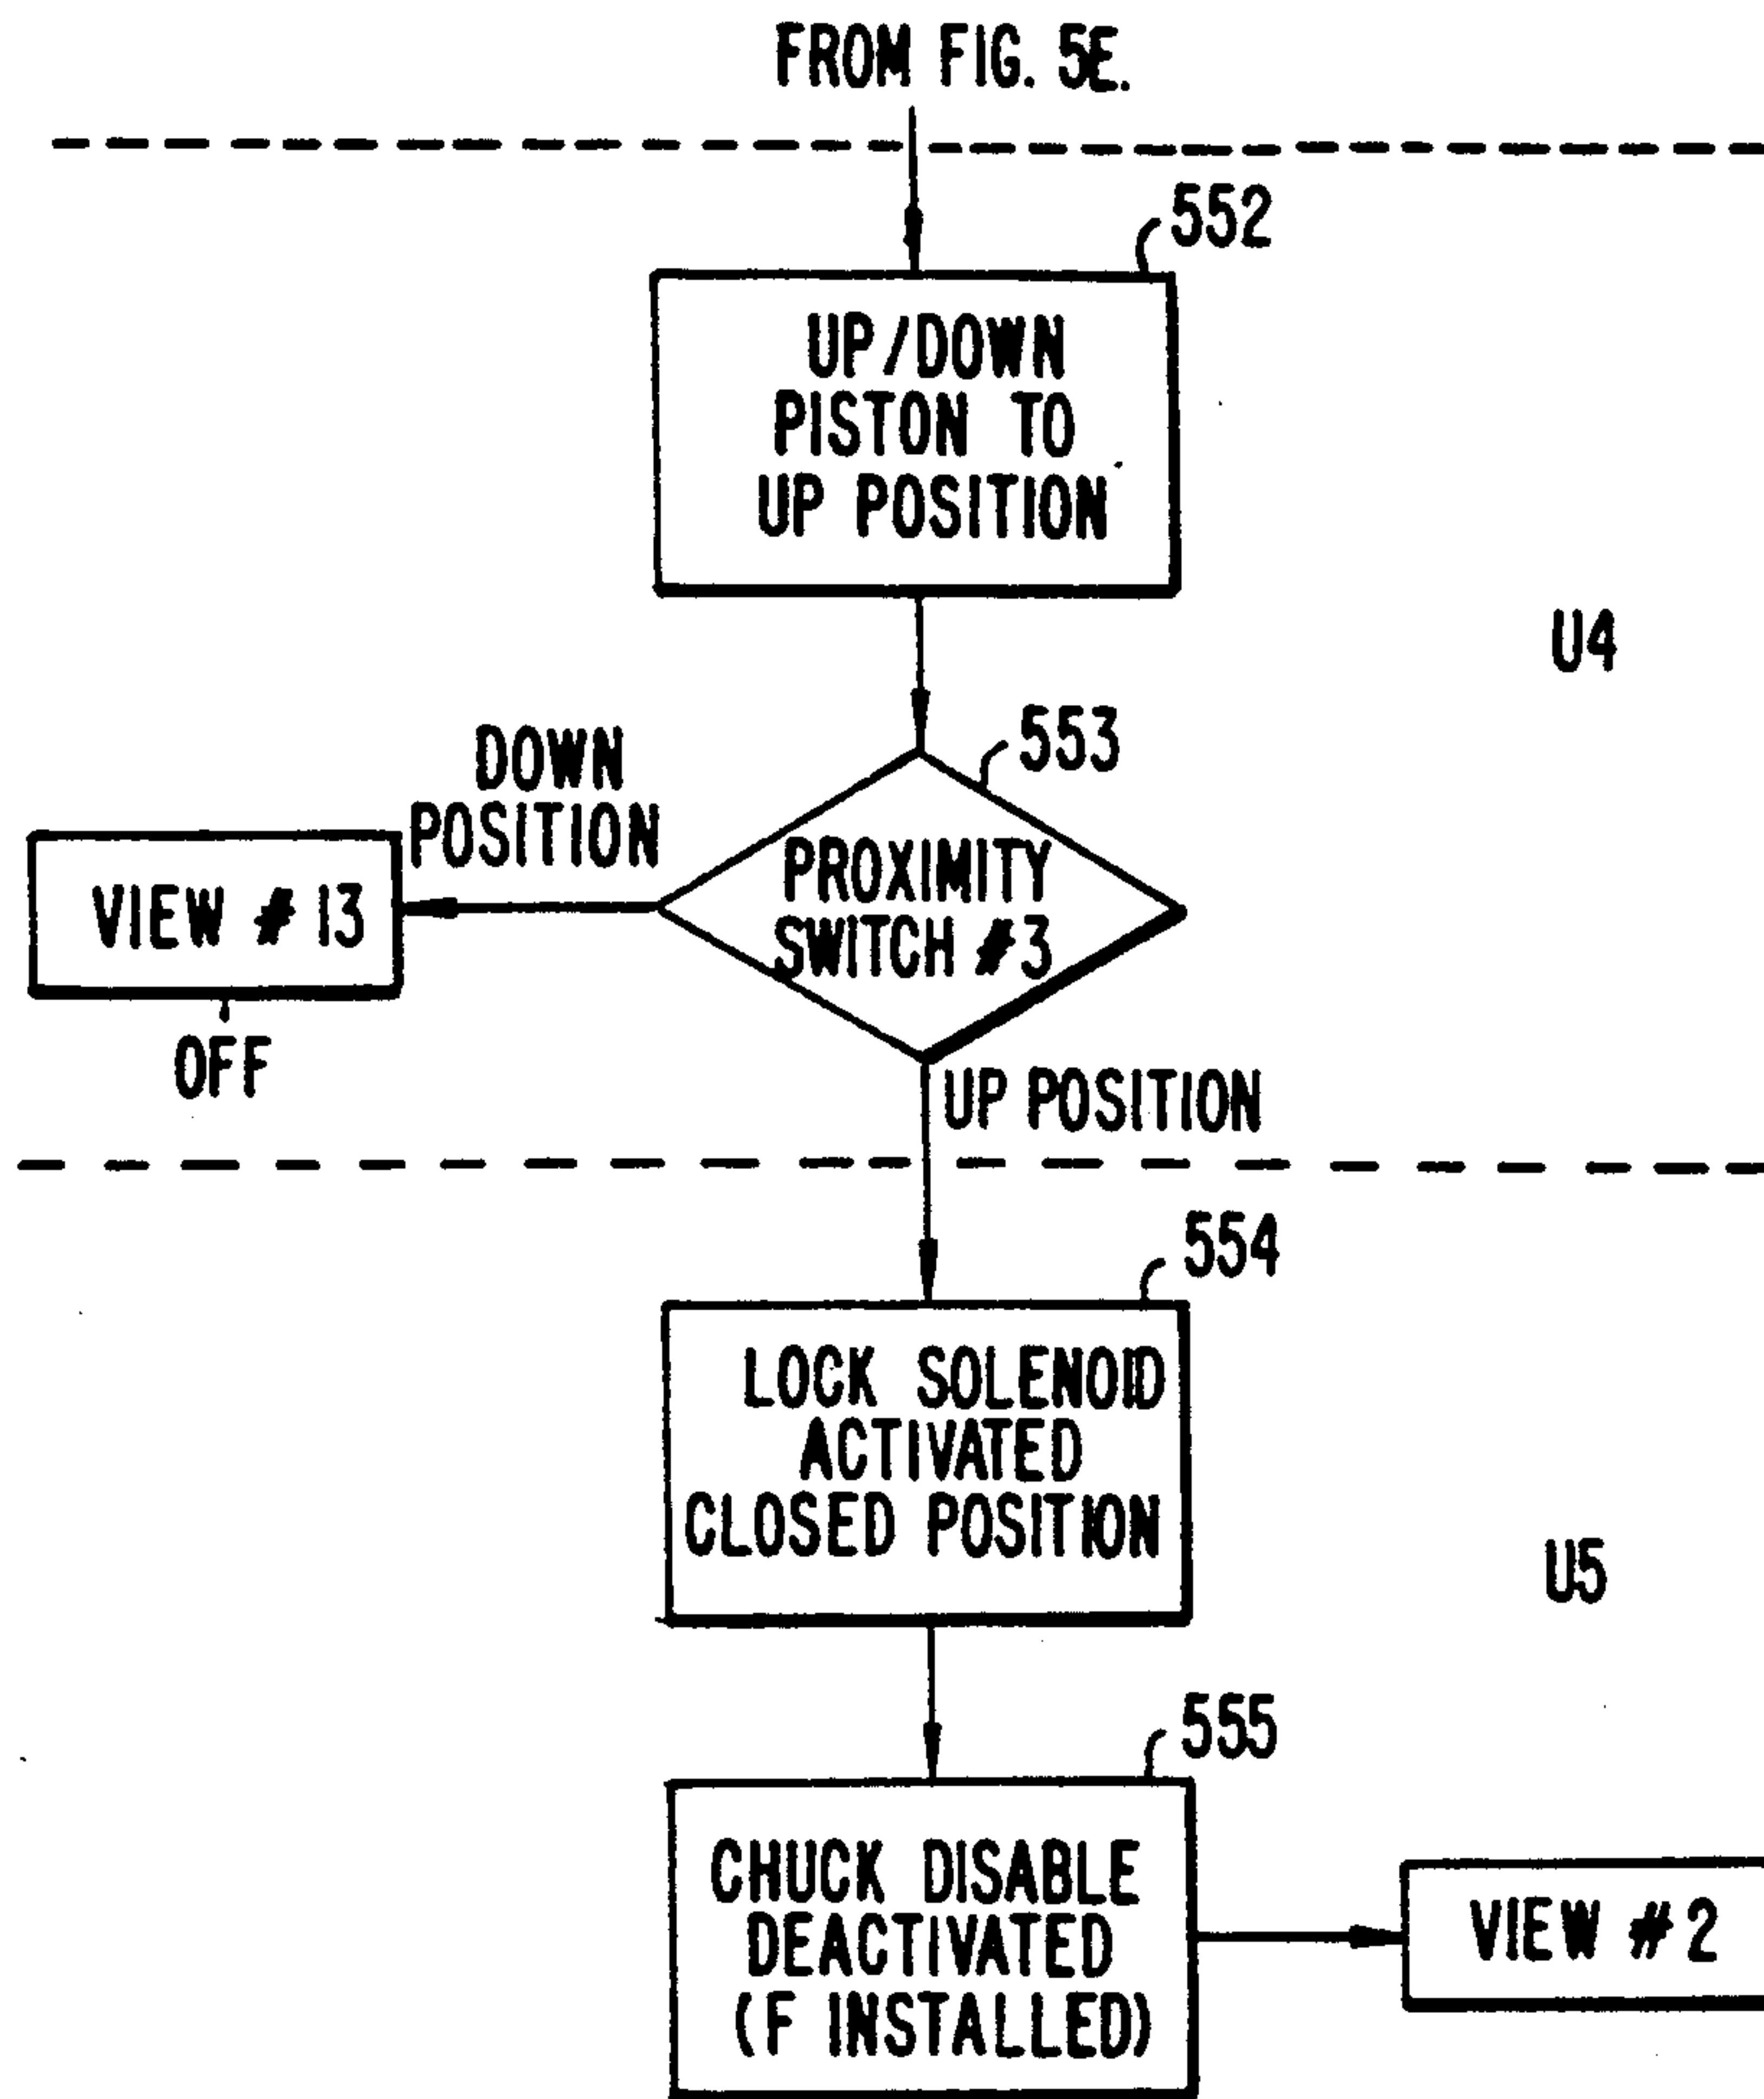 FROM FIG. 5E.
552
UP/DOWN
PISTON TO
UP POSITION
U4
553
DOWN
POSITION
PROXIMITY
SWITCH #3
VIEW # 13
OFF
UP POSITION
554
LOCK SOLENOID
ACTIVATED
CLOSED POSITION
U5
555
CHUCK DISABLE
DEACTIVATED
(F INSTALLED)
VIEW #2